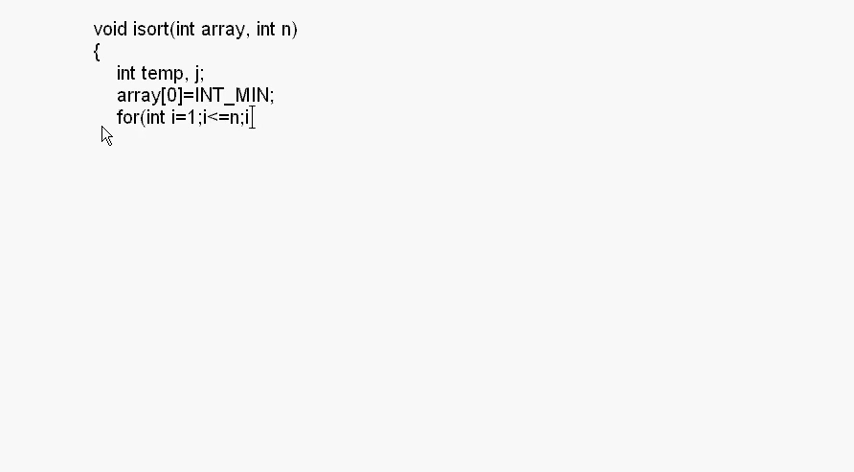 void isort(int array, int n)
{
int temp, j;
array[0]=INT_MIN;
for(int i=1;i<=n;i